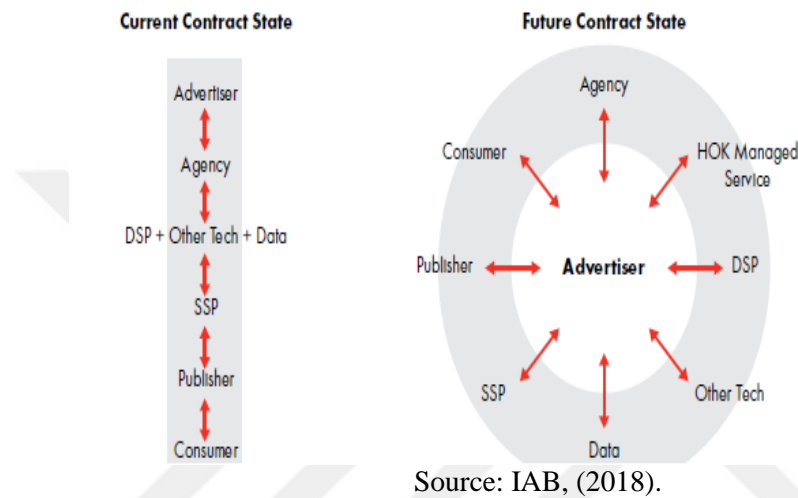 Current Contract State
Advertiser
Agency
DSP + Other Tech + Data
SSP
Publisher
Consumer
Future Contract State
Agency
Consumer
HOK Managed
Service
Publisher
Advertiser
DSP
SSP
Other Tech
Data
Source: IAB, (2018).